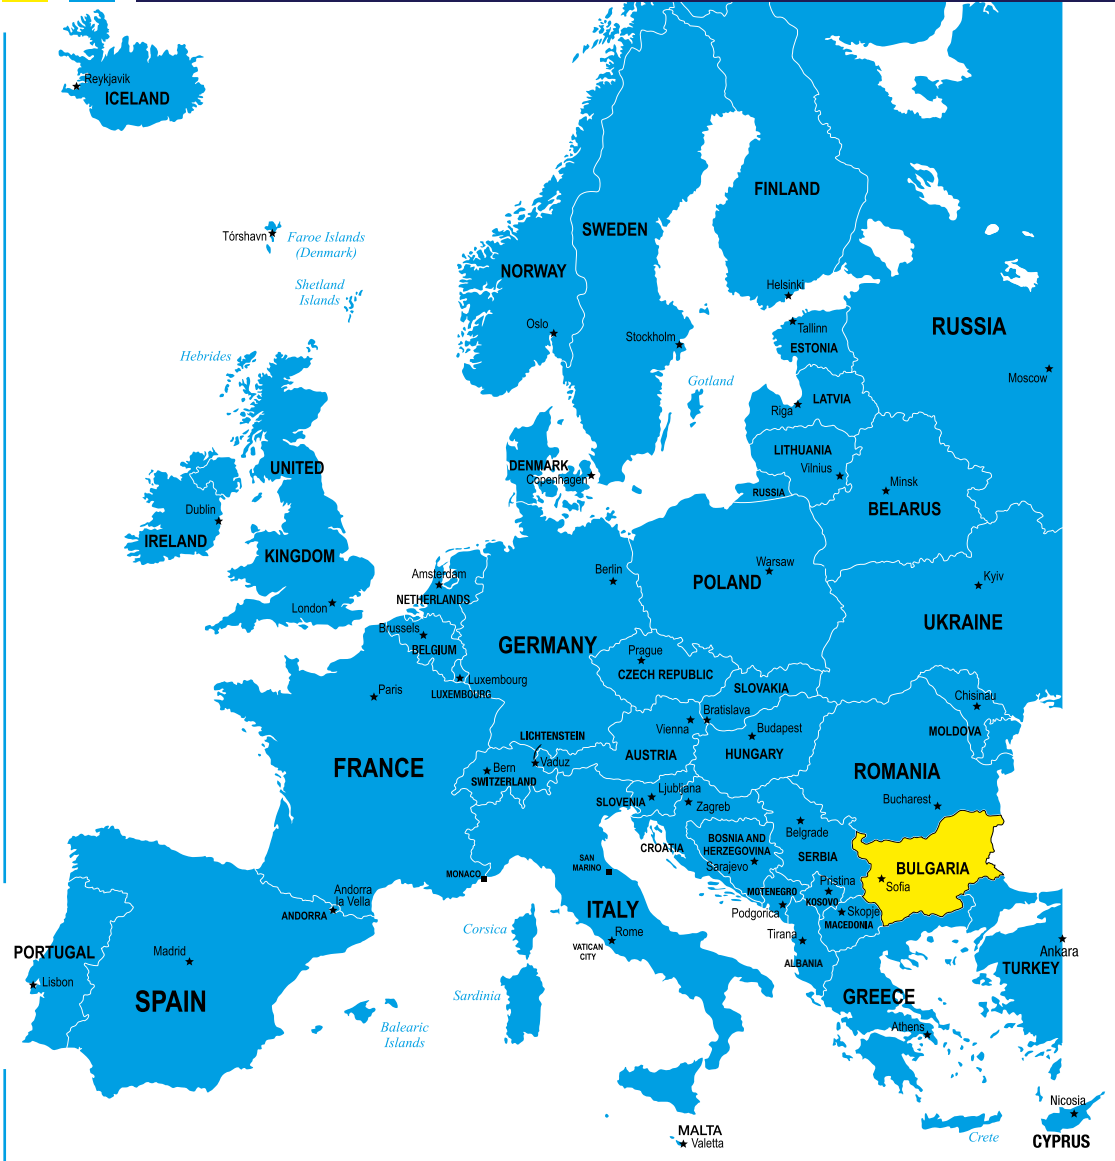 Reykjavik
ICELAND
FINLAND
SWEDEN
Tórshavn
Faroe Islands
(Denmark)
NORWAY
Shetland
Islands
Helsinki
Oslo
Tallinn
RUSSIA
Stockholm
ESTONIA
Hebrides
Moscow
Gotland
LATVIA
Riga
LITHUANIA
UNITED
DENMARK
Vilnius
Copenhagen
Minsk
RUSSIA
Dublin
BELARUS
IRELAND
KINGDOM
Amsterdam
Berlin
Warsaw
Kyiv
POLAND
NETHERLANDS
London
UKRAINE
Brussels
GERMANY
BELGIUM
Prague
CZECH REPUBLIC
Luxembourg
SLOVAKIA
Paris
LUXEMBOURG
Chisinau
Bratislava
Vienna
Budapest
MOLDOVA
LICHTENSTEIN
AUSTRIA
HUNGARY
Vaduz
FRANCE
Bern
SWITZERLAND
ROMANIA
Ljubljana
SLOVENIA
Zagreb
Bucharest
Belgrade
BOSNIA AND
HERZEGOVINA
CROATIA
SERBIA
SAN
MARINO
Sarajevo
BULGARIA
MONACO
Pristina
Sofia
Andorra
la Vella
MOTENEGRO
KOSOVO
ANDORRA
ITALY
Podgorica
Skopje
MACEDONIA
Corsica
Rome
Tirana
VATICAN
CITY
PORTUGAL
Madrid
Ankara
ALBANIA
TURKEY
Lisbon
SPAIN
Sardinia
GREECE
Balearic
Islands
Athens
Nicosia
MALTA
Valetta
Crete
CYPRUS